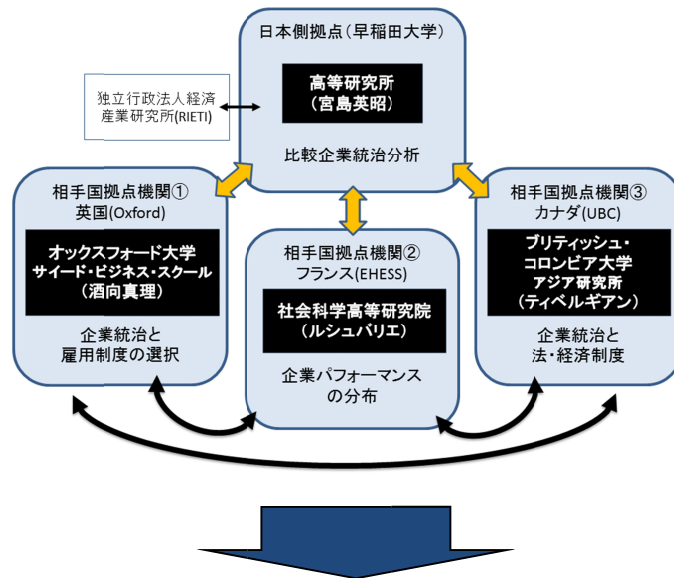 日本側拠点（早稲田大学）
高等研究所
（宮島英昭）
比較企業統治分析
独立行政法人経済
産業研究所(RIETI)
相手国拠点機関①
英国(Oxford)
オックスフォード大学
サイード・ビジネス・スクール
（酒向真理）
企業統治と
雇用制度の選択
相手国拠点機関②
フランス(EHESS)
社会科学高等研究院
（ルシュバリエ）
企業パフォーマンス
の分布
相手国拠点機関③
カナダ(UBC)
ブリティッシュ・
コロンビア大学
アジア研究所
（ティベルギアン）
企業統治と
法・経済制度